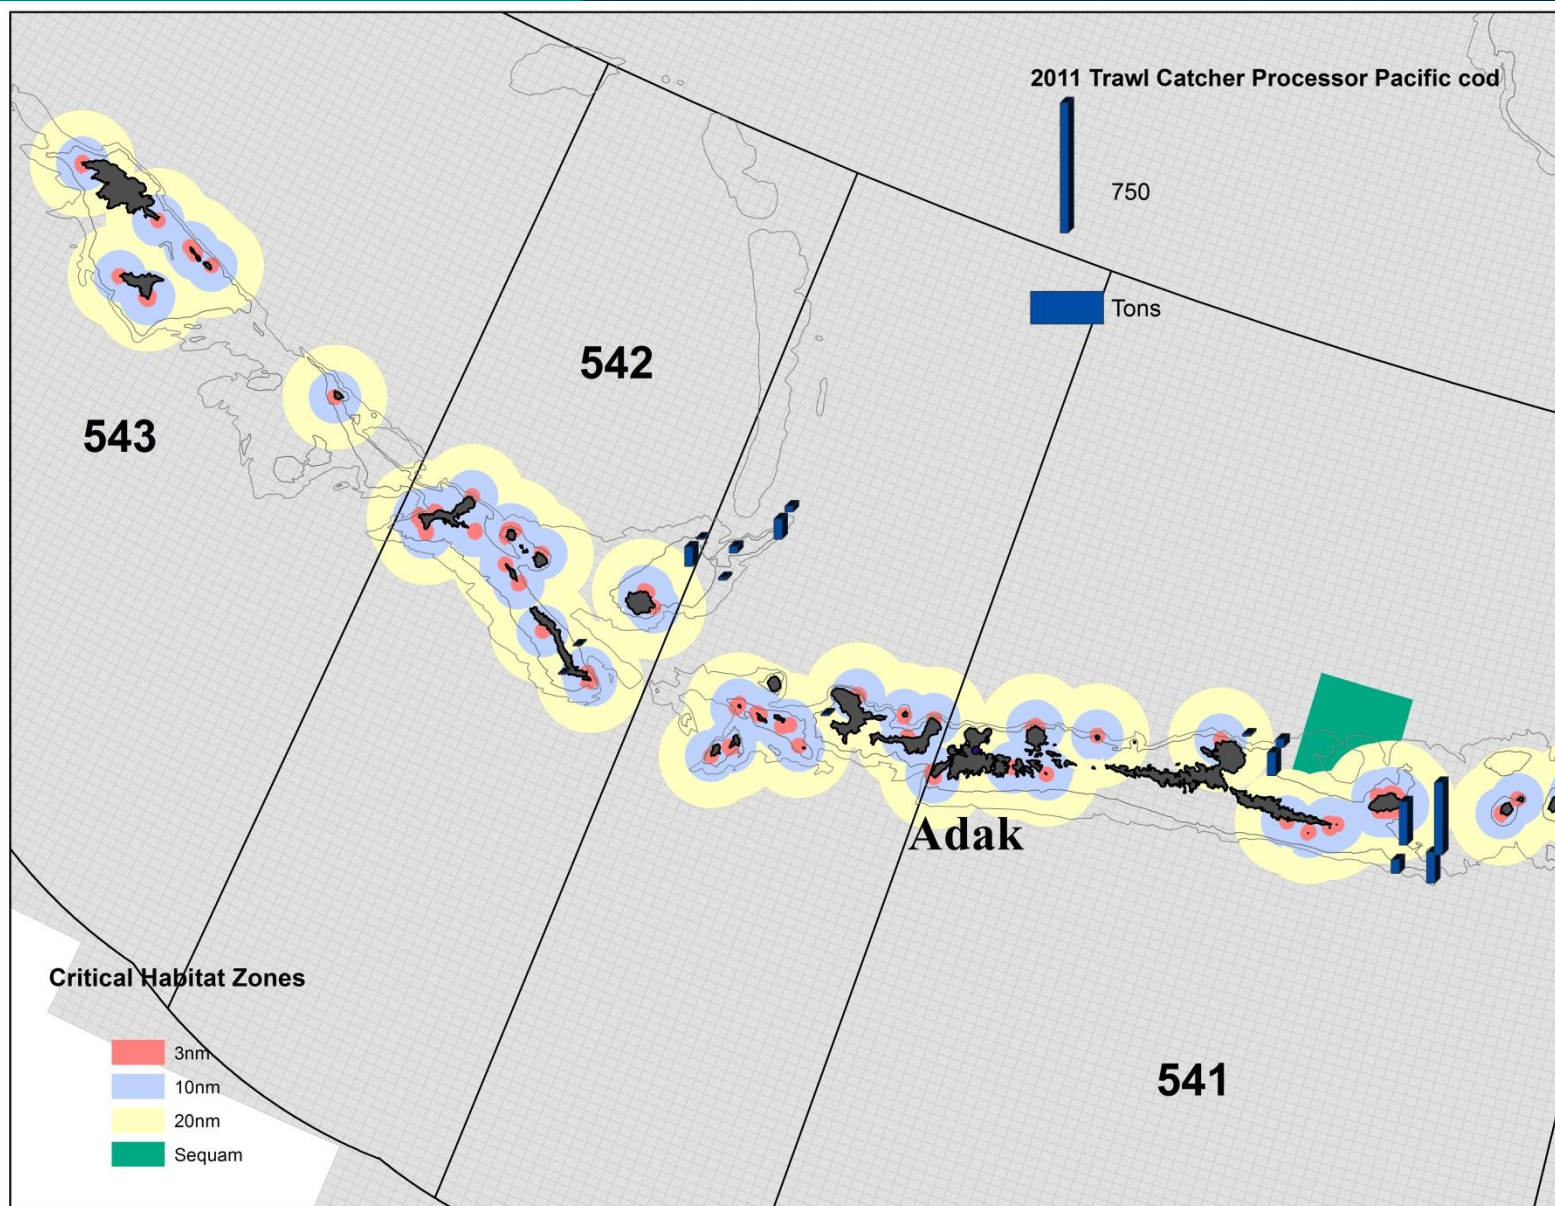 2011 Trawl Catcher Processor Pacific cod
750
Tons
542
543
Adak
541
Critical Habitat Zones
3nm
10nm
20nm
Sequam